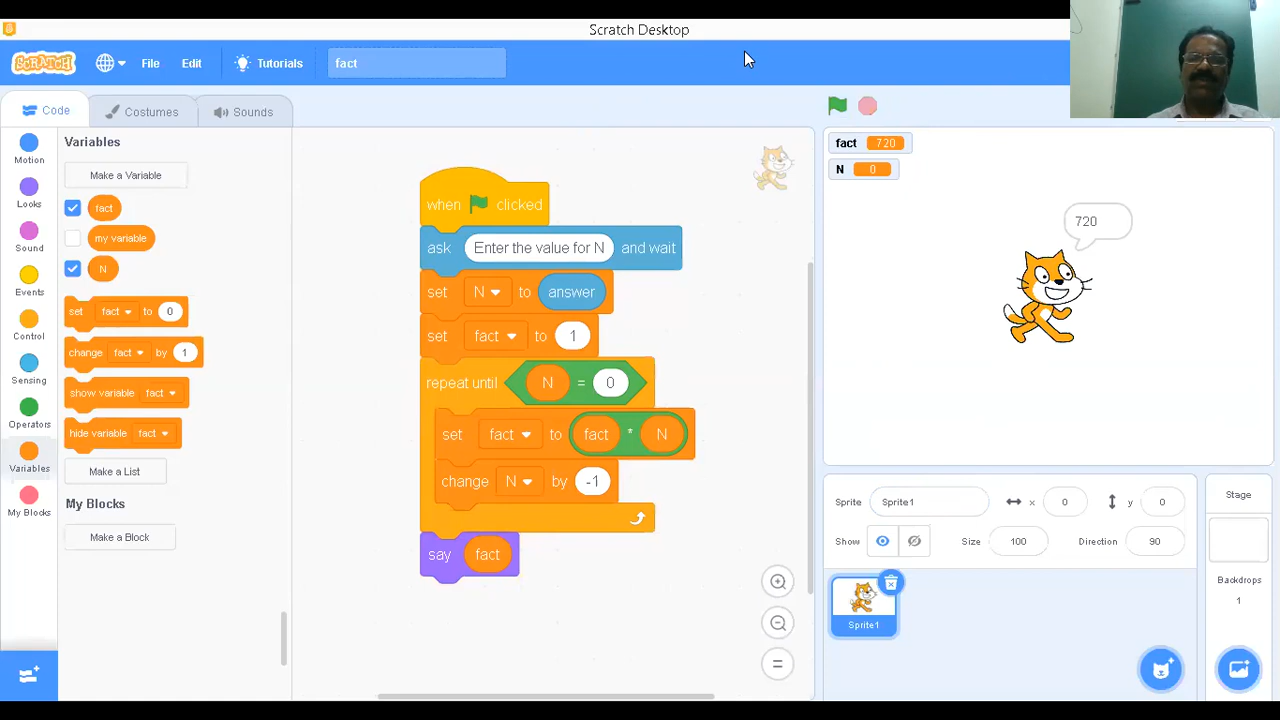 Scratch Desktop
SCRATCH
File
Edit
Tutorials
fact
Code
Costumes
Sounds
Motion
Looks
Sound
Events
Control
Sensing
Operators
Variables
My Blocks
Variables
Make a Variable
fact
my variable
N
set fact to 0
change fact by 1
show variable fact
hide variable fact
Make a List
My Blocks
Make a Block
when clicked
ask Enter the value for N and wait
set N to answer
set fact to 1
repeat until N = 0
set fact to fact * N
change N by -1
say fact
fact 720
N 0
720
Sprite Sprite1 x 0 y 0
Show Size 100 Direction 90
Sprite1
Stage
Backdrops
1